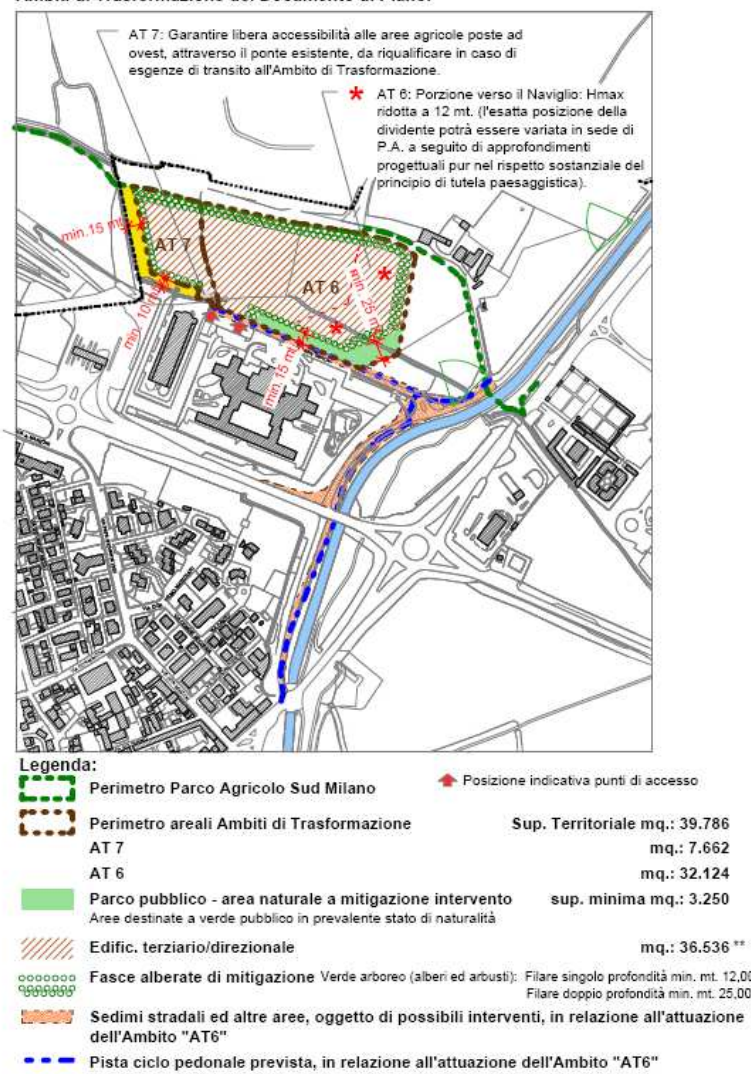 AT 7: Garantire libera accessibilità alle aree agricole poste ad
ovest, attraverso il ponte esistente, da riqualificare in caso di
esgenze di transito all'Ambito di Trasformazione.
* AT 6: Porzione verso il Naviglio: Hmax
ridotta a 12 mt. (l'esatta posizione della
dividente potrà essere variata in sede di
P.A. a seguito di approfondimenti
progettuali pur nel rispetto sostanziale del
principio di tutela paesaggistica).
min.15 mt.
AT 7
AT 6
min. 25 mt.
min. 10 mt.
min.15 mt.
Legenda:
Perimetro Parco Agricolo Sud Milano
Posizione indicativa punti di accesso
Perimetro areali Ambiti di Trasformazione Sup. Territoriale mq.: 39.786
AT 7 mq.: 7.662
AT 6 mq.: 32.124
Parco pubblico - area naturale a mitigazione intervento sup. minima mq.: 3.250
Aree destinate a verde pubblico in prevalente stato di naturalità
Edific. terziario/direzionale mq.: 36.536 **
Fasce alberate di mitigazione Verde arboreo (alberi ed arbusti): Filare singolo profondità min. mt. 12,00
Filare doppio profondità min. mt. 25,00
Sedimi stradali ed altre aree, oggetto di possibili interventi, in relazione all'attuazione
dell'Ambito "AT6"
Pista ciclo pedonale prevista, in relazione all'attuazione dell'Ambito "AT6"